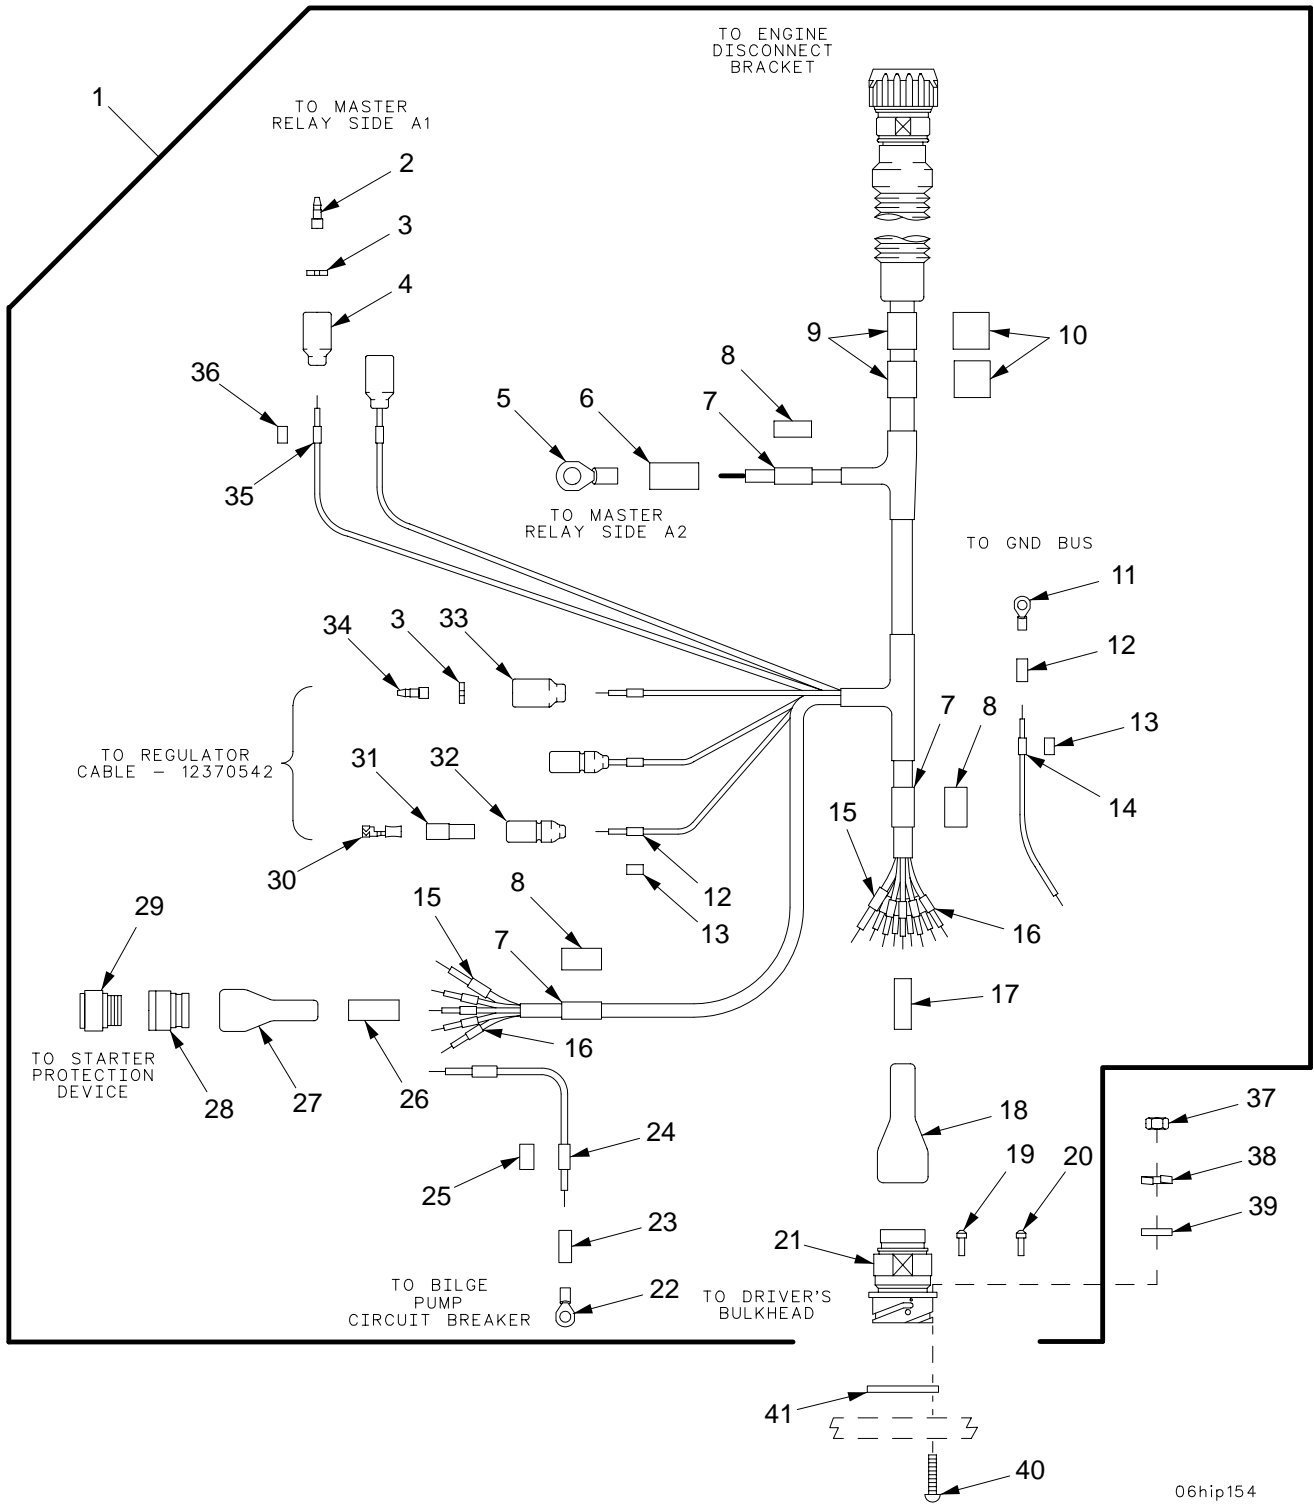 TO ENGINE
DISCONNECT
BRACKET
1
TO MASTER
RELAY SIDE A1
2
3
4
9
10
36
8
5
6
7
35
TO MASTER
RELAY SIDE A2
TO GND BUS
11
34
3
33
12
7
8
13
TO REGULATOR
CABLE - 12370542
31
32
15
14
30
8
12
29
15
7
13
16
17
16
TO STARTER
PROTECTION
DEVICE
28
27
26
18
37
24
19
20
38
25
23
21
39
TO BILGE
PUMP
CIRCUIT BREAKER
22
TO DRIVER'S
BULKHEAD
41
40
06hip154